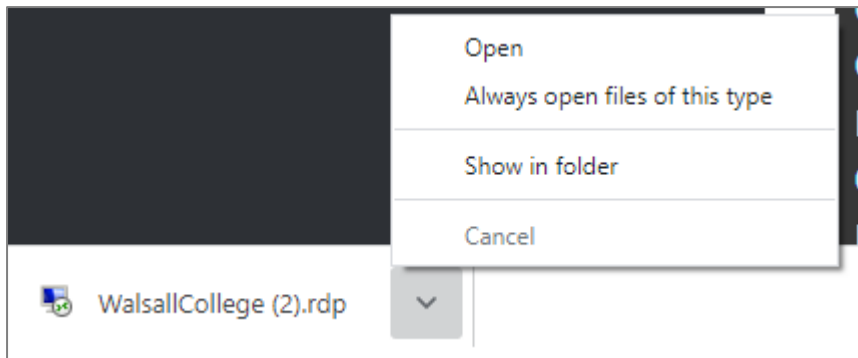 Open
Always open files of this type
Show in folder
Cancel
WalsallCollege (2).rdp